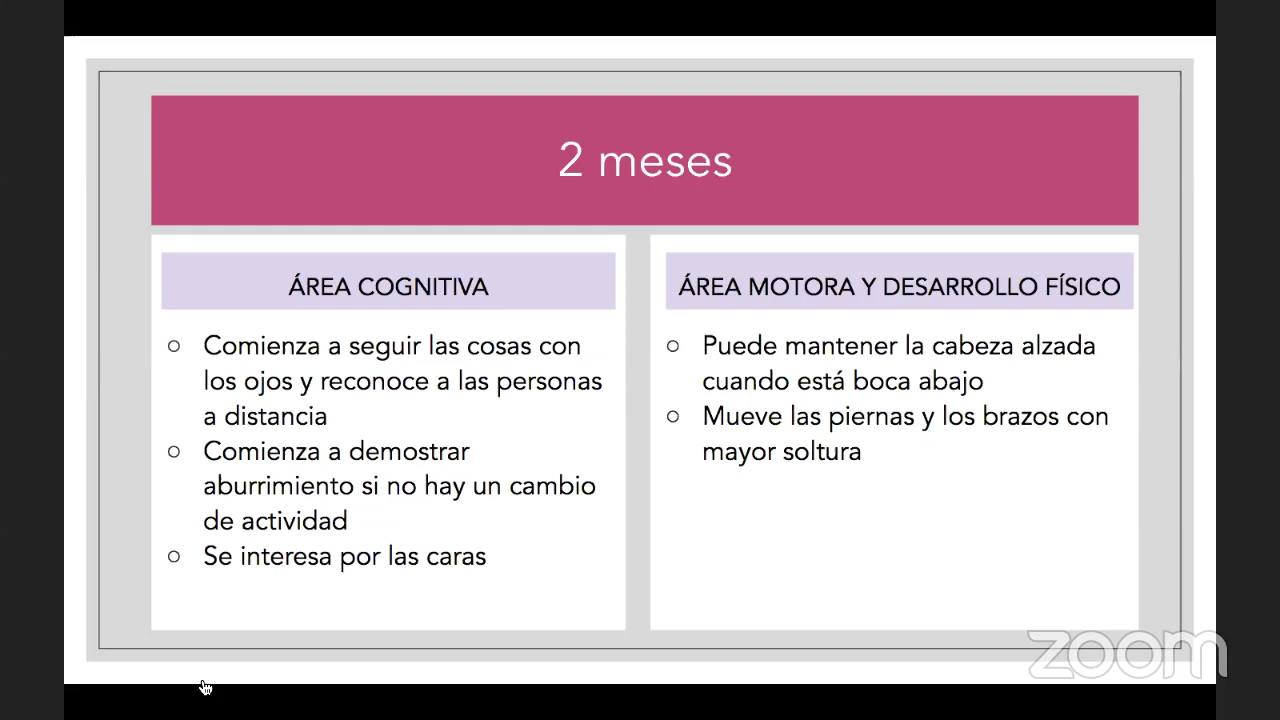 2 meses
ÁREA COGNITIVA
○ Comienza a seguir las cosas con
los ojos y reconoce a las personas
a distancia
○ Comienza a demostrar
aburrimiento si no hay un cambio
de actividad
○ Se interesa por las caras
ÁREA MOTORA Y DESARROLLO FÍSICO
○ Puede mantener la cabeza alzada
cuando está boca abajo
○ Mueve las piernas y los brazos con
mayor soltura
zoom